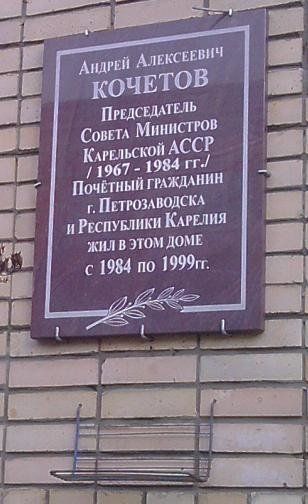 Андрей Алексеевич
КОЧЕТОВ
Председатель
Совета Министров
Карельской АССР
/ 1967 - 1984 гг./
Почётный гражданин
г. Петрозаводска
и Республики Карелия
жил в этом доме
с 1984 по 1999гг.